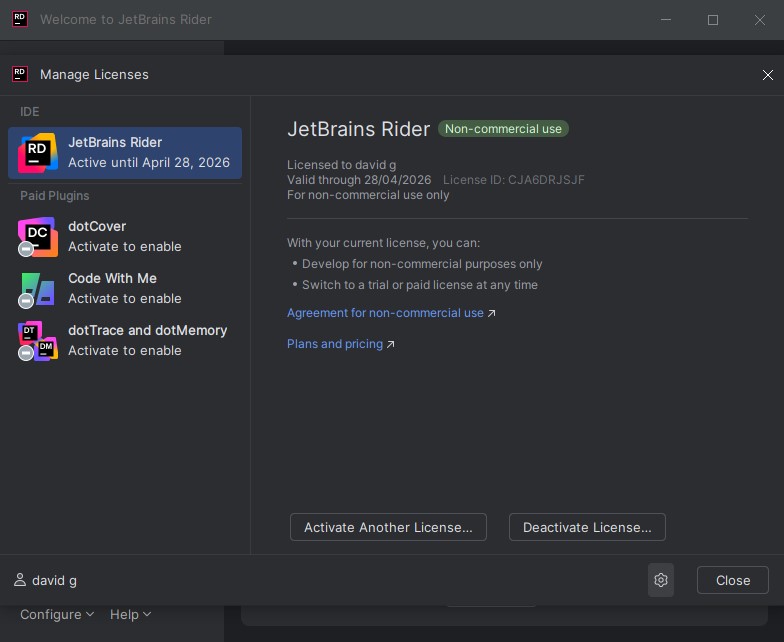 RD
Welcome to JetBrains Rider
RD
Manage Licenses
IDE
RD
JetBrains Rider
Active until April 28, 2026
Paid Plugins
DC
dotCover
Activate to enable
Code With Me
Activate to enable
DT
DM
dotTrace and dotMemory
Activate to enable
JetBrains Rider Non-commercial use
Licensed to david g
Valid through 28/04/2026 License ID: CJA6DRJSJF
For non-commercial use only
With your current license, you can:
• Develop for non-commercial purposes only
• Switch to a trial or paid license at any time
Agreement for non-commercial use ↗
Plans and pricing ↗
Activate Another License...
Deactivate License...
david g
Close
Configure
Help